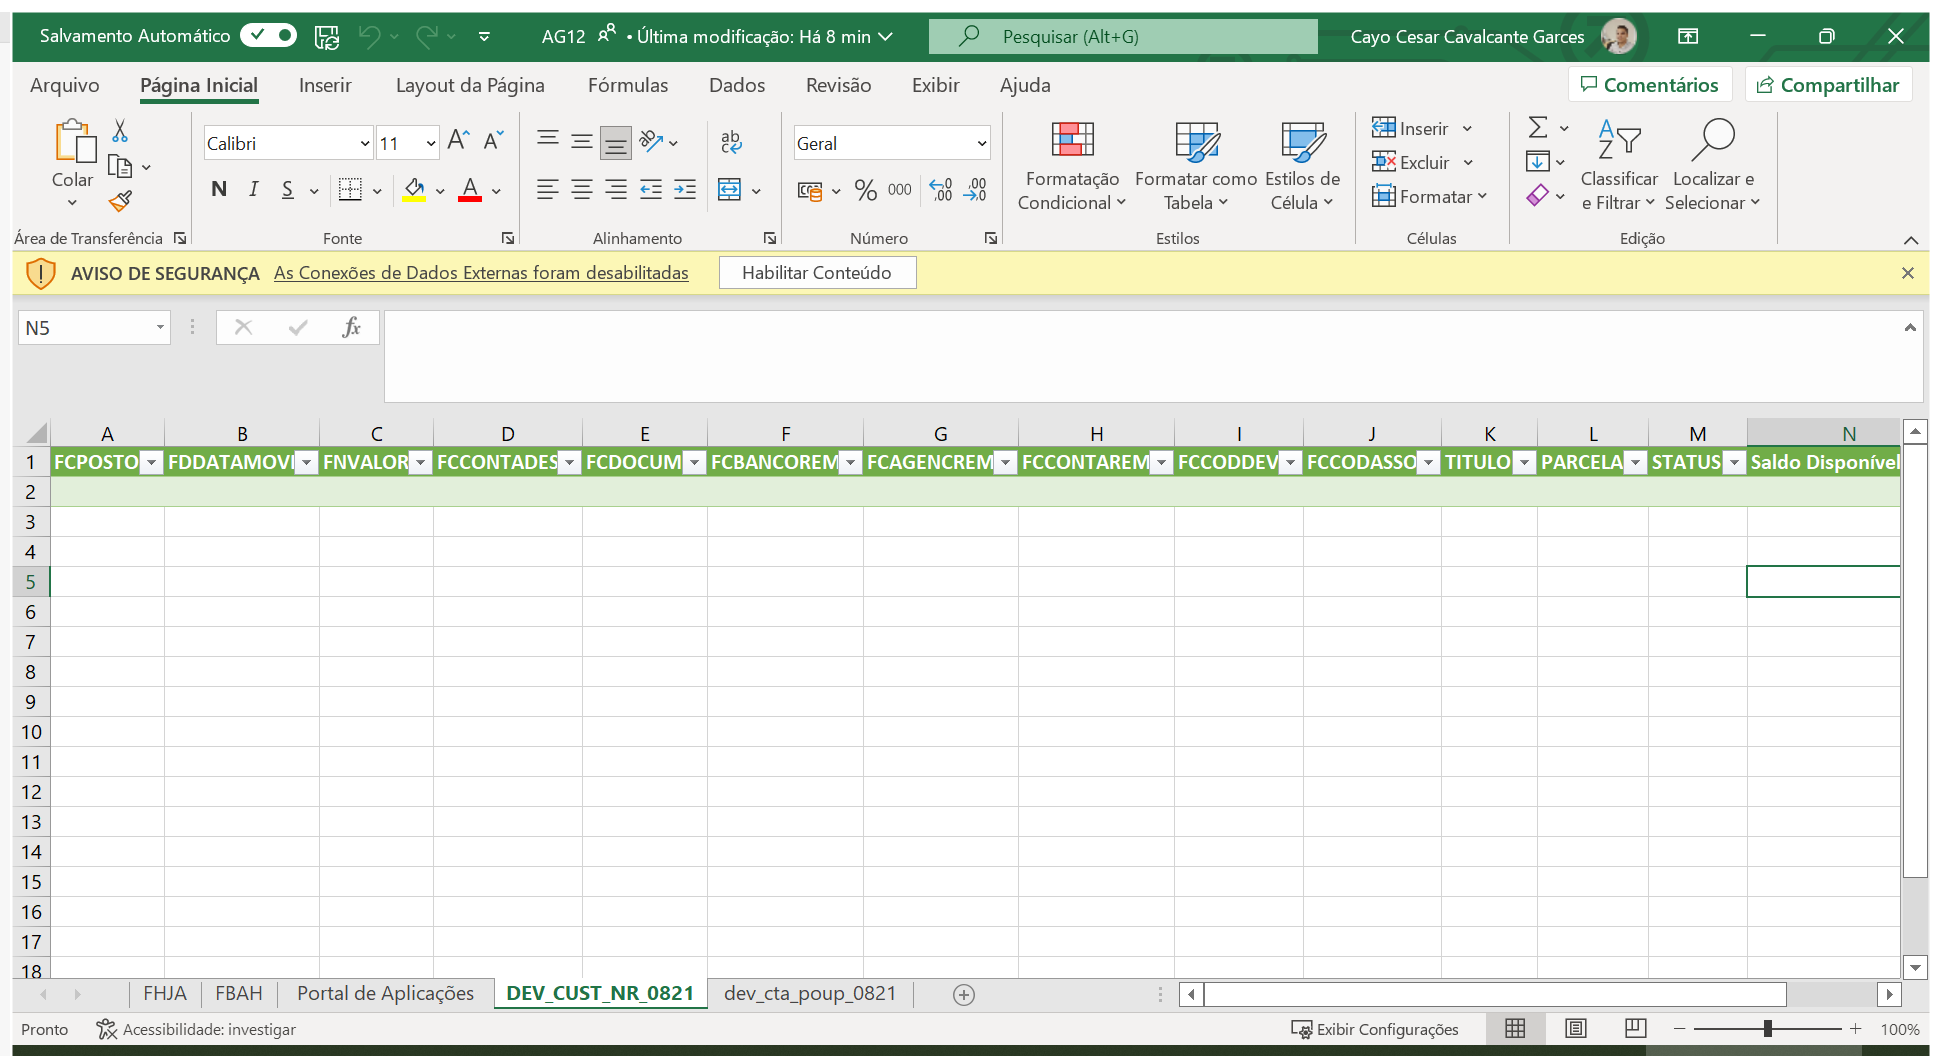 Salvamento Automático
AG12 • Última modificação: Há 8 min
Pesquisar (Alt+G)
Cayo Cesar Cavalcante Garces
Arquivo Página Inicial Inserir Layout da Página Fórmulas Dados Revisão Exibir Ajuda
Comentários Compartilhar
Colar
Área de Transferência
Calibri 11
N I S
A A
Fonte
ab
Alinhamento
Geral
% 000
Número
Formatação Condicional
Formatar como Tabela
Estilos de Célula
Estilos
Inserir
Excluir
Formatar
Células
Classificar e Filtrar
Localizar e Selecionar
Edição
AVISO DE SEGURANÇA As Conexões de Dados Externas foram desabilitadas Habilitar Conteúdo
N5 fx
A B C D E F G H I J K L M N
1 FCPOSTO FDDATAMOVI FNVALOR FCCONTADES FCDOCUM FCBANCOREM FCAGENCREM FCCONTAREM FCCODDEV FCCODASSO TITULO PARCELA STATUS Saldo Disponível
2
3
4
5
6
7
8
9
10
11
12
13
14
15
16
17
18
FHJA FBAH Portal de Aplicações DEV_CUST_NR_0821 dev_cta_poup_0821
Pronto Acessibilidade: investigar Exibir Configurações 100%